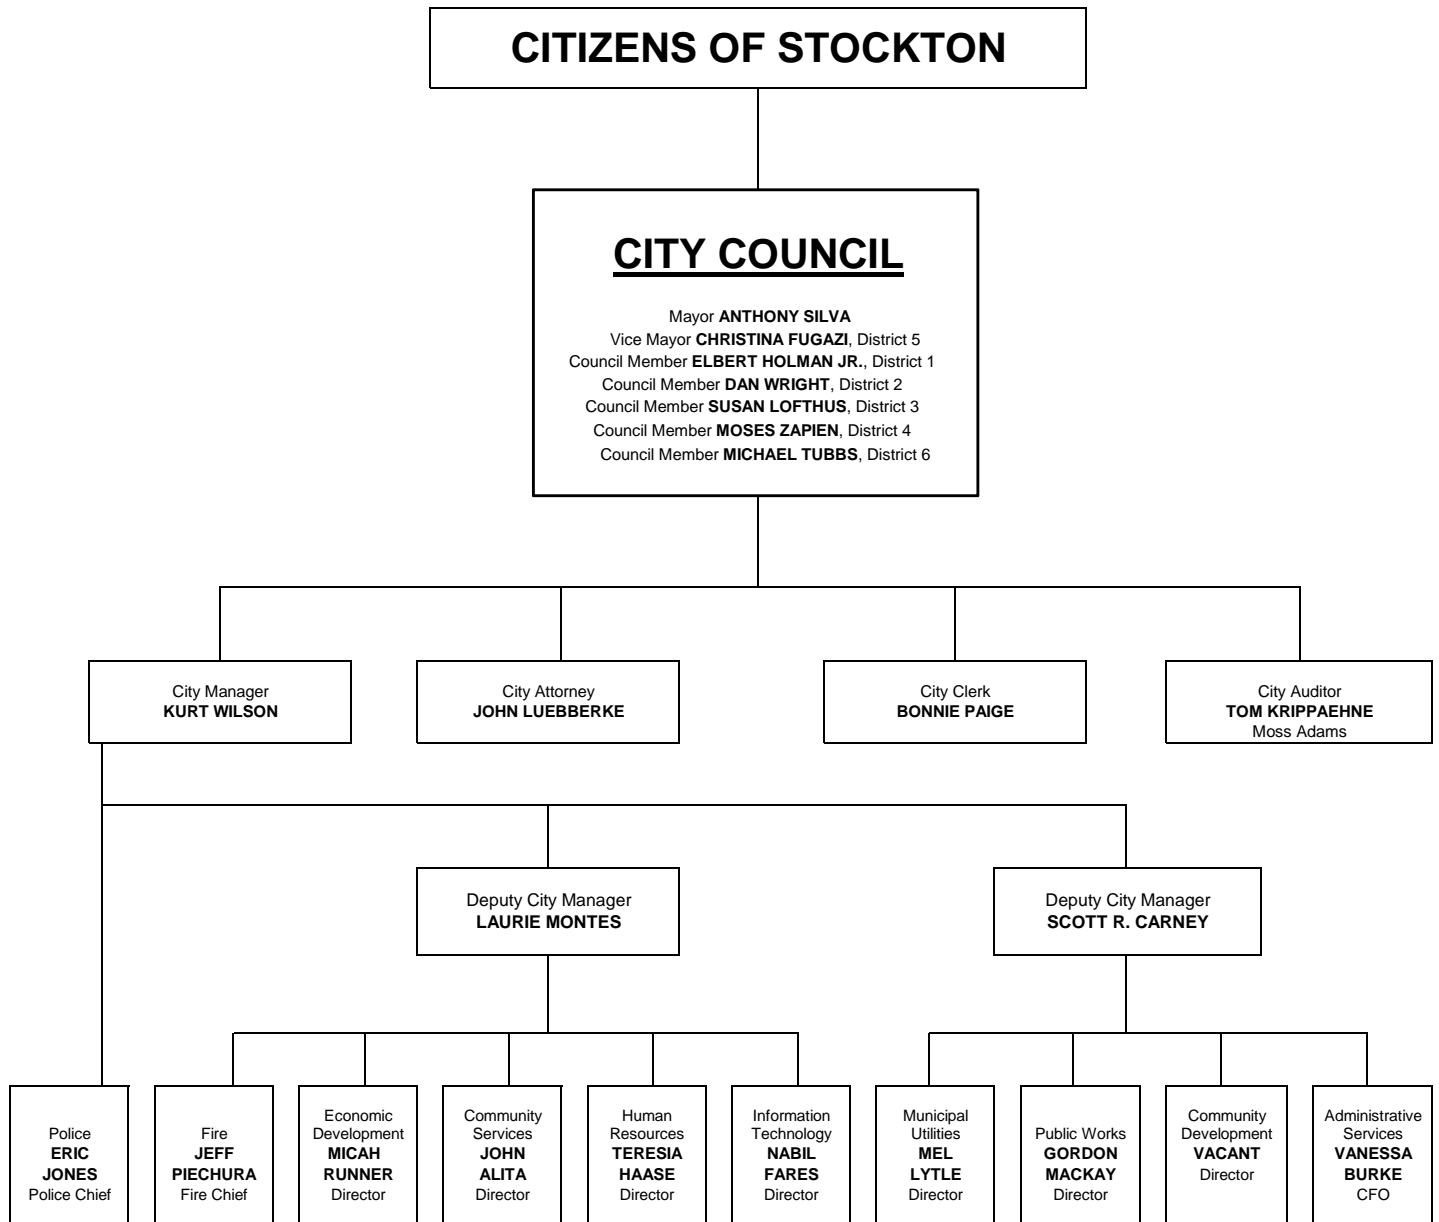 CITIZENS OF STOCKTON
CITY COUNCIL
Mayor ANTHONY SILVA
Vice Mayor CHRISTINA FUGAZI, District 5
Council Member ELBERT HOLMAN JR., District 1
Council Member DAN WRIGHT, District 2
Council Member SUSAN LOFTHUS, District 3
Council Member MOSES ZAPIEN, District 4
Council Member MICHAEL TUBBS, District 6
City Manager
KURT WILSON
City Attorney
JOHN LUEBBERKE
City Clerk
BONNIE PAIGE
City Auditor
TOM KRIPPAEHNE
Moss Adams
Deputy City Manager
LAURIE MONTES
Deputy City Manager
SCOTT R. CARNEY
Police
ERIC
JONES
Police Chief
Fire
JEFF
PIECHURA
Fire Chief
Economic
Development
MICAH
RUNNER
Director
Community
Services
JOHN
ALITA
Director
Human
Resources
TERESIA
HAASE
Director
Information
Technology
NABIL
FARES
Director
Municipal
Utilities
MEL
LYTLE
Director
Public Works
GORDON
MACKAY
Director
Community
Development
VACANT
Director
Administrative
Services
VANESSA
BURKE
CFO